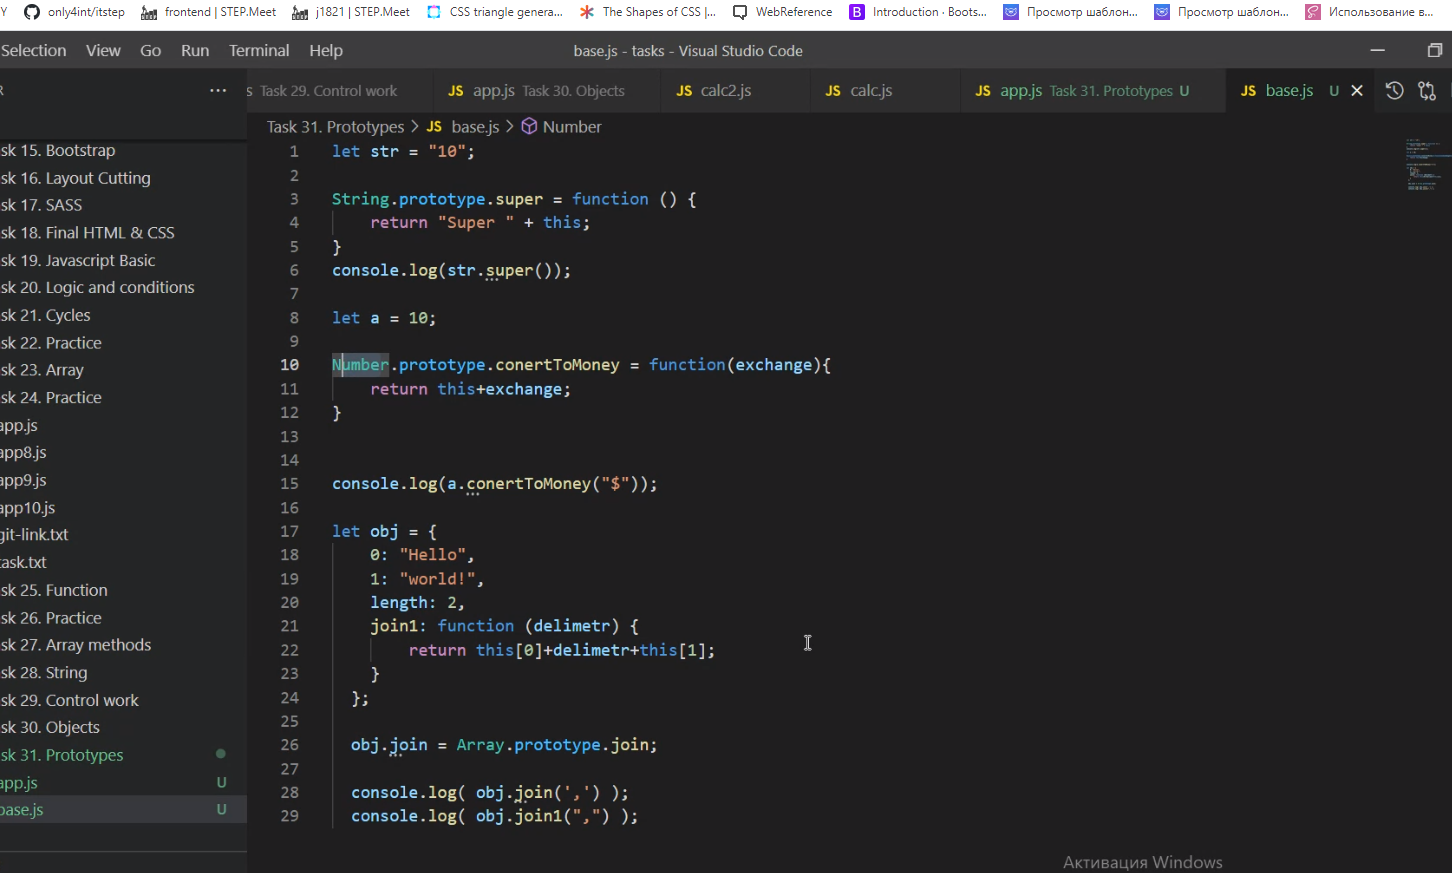 Y only4int/itstep frontend | STEP.Meet j1821 | STEP.Meet CSS triangle genera... The Shapes of CSS |... WebReference B Introduction · Boots... Просмотр шаблон... Просмотр шаблон... Использование в...
Selection View Go Run Terminal Help base.js - tasks - Visual Studio Code
R ... s Task 29. Control work JS app.js Task 30. Objects JS calc2.js JS calc.js JS app.js Task 31. Prototypes U JS base.js U
Task 31. Prototypes > JS base.js > Number
sk 15. Bootstrap
sk 16. Layout Cutting
sk 17. SASS
sk 18. Final HTML & CSS
sk 19. Javascript Basic
sk 20. Logic and conditions
sk 21. Cycles
sk 22. Practice
sk 23. Array
sk 24. Practice
app.js
app8.js
app9.js
app10.js
git-link.txt
task.txt
sk 25. Function
sk 26. Practice
sk 27. Array methods
sk 28. String
sk 29. Control work
sk 30. Objects
sk 31. Prototypes
app.js U
base.js U
1 let str = "10";
2
3 String.prototype.super = function () {
4 return "Super " + this;
5 }
6 console.log(str.super());
7
8 let a = 10;
9
10 Number.prototype.conertToMoney = function(exchange){
11 return this+exchange;
12 }
13
14
15 console.log(a.conertToMoney("$"));
16
17 let obj = {
18 0: "Hello",
19 1: "world!",
20 length: 2,
21 join1: function (delimetr) {
22 return this[0]+delimetr+this[1];
23 }
24 };
25
26 obj.join = Array.prototype.join;
27
28 console.log( obj.join(',') );
29 console.log( obj.join1(",") );
Активация Windows